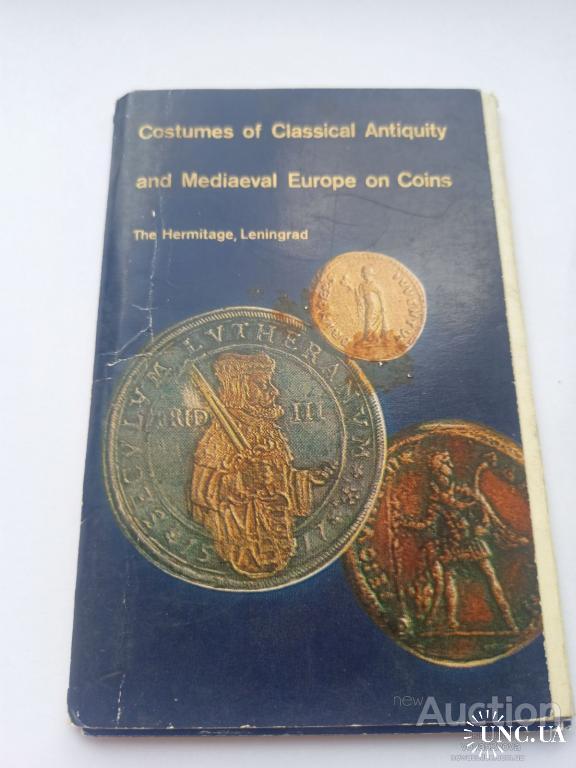 Costumes of Classical Antiquity
and Mediaeval Europe on Coins
The Hermitage, Leningrad
SECVLVM LVTHERANVM
FRID III
new Auction
UNC.UA